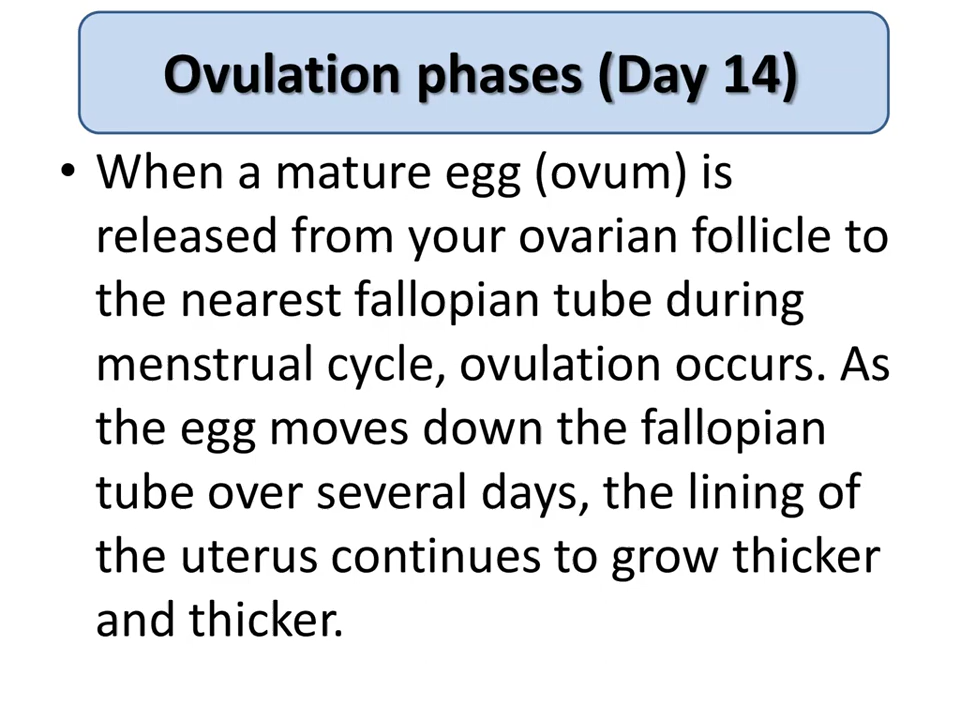 Ovulation phases (Day 14)
• When a mature egg (ovum) is
released from your ovarian follicle to
the nearest fallopian tube during
menstrual cycle, ovulation occurs. As
the egg moves down the fallopian
tube over several days, the lining of
the uterus continues to grow thicker
and thicker.